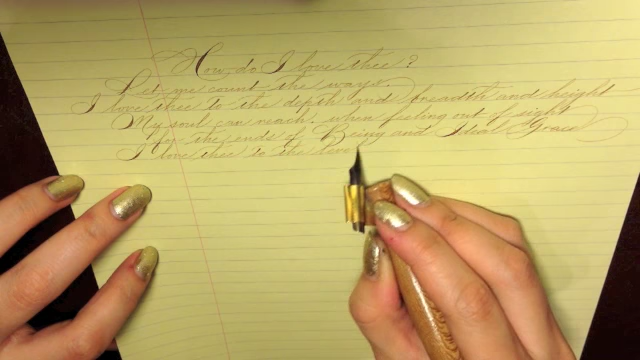 How do I love thee?
Let me count the ways.
I love thee to the depth and breadth and height
My soul can reach, when feeling out of sight
For the ends of Being and Ideal Grace
I love thee to the leve